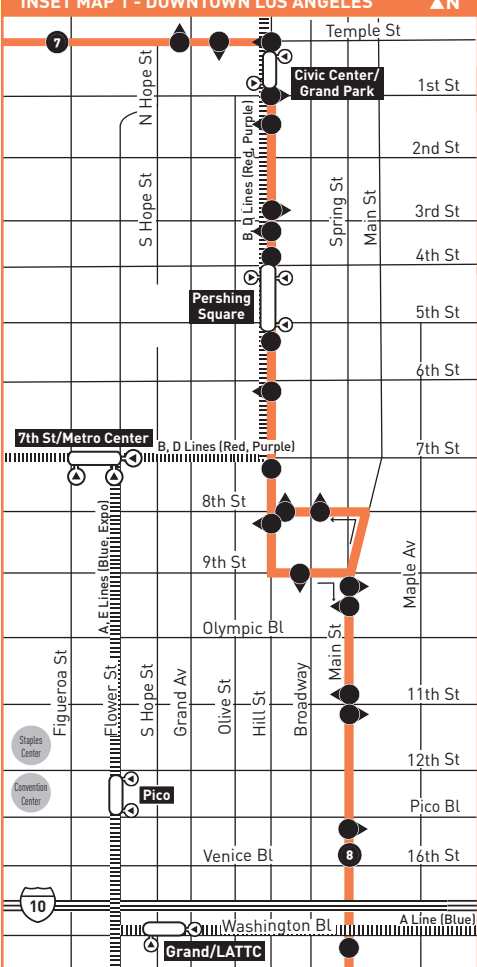 INSET MAP 1 - DOWNTOWN LOS ANGELES
N
Temple St
7
N Hope St
Civic Center/
Grand Park
1st St
B, D Lines (Red, Purple)
2nd St
S Hope St
Spring St
Main St
3rd St
4th St
Pershing
Square
5th St
6th St
7th St/Metro Center
B, D Lines (Red, Purple)
7th St
8th St
A, E Lines (Blue, Expo)
9th St
Maple Av
Olympic Bl
Figueroa St
Flower St
S Hope St
Grand Av
Olive St
Hill St
Broadway
Main St
11th St
Staples
Center
12th St
Convention
Center
Pico
Pico Bl
Venice Bl
8
16th St
10
Washington Bl
A Line (Blue)
Grand/LATTC